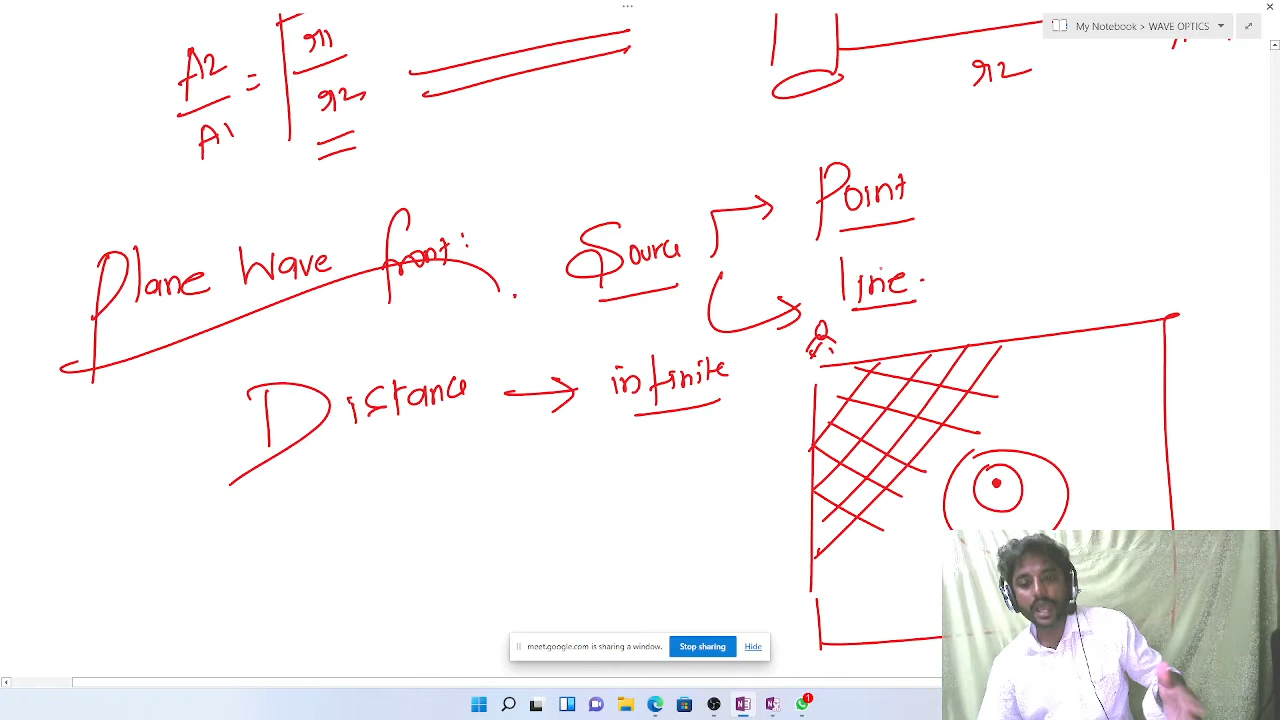 My Notebook > WAVE OPTICS
A2
A1
=
r1
r2
r2
Plane Wave front:
Source
Point
line
Distance → infinite
meet.google.com is sharing a window.
Stop sharing
Hide
1